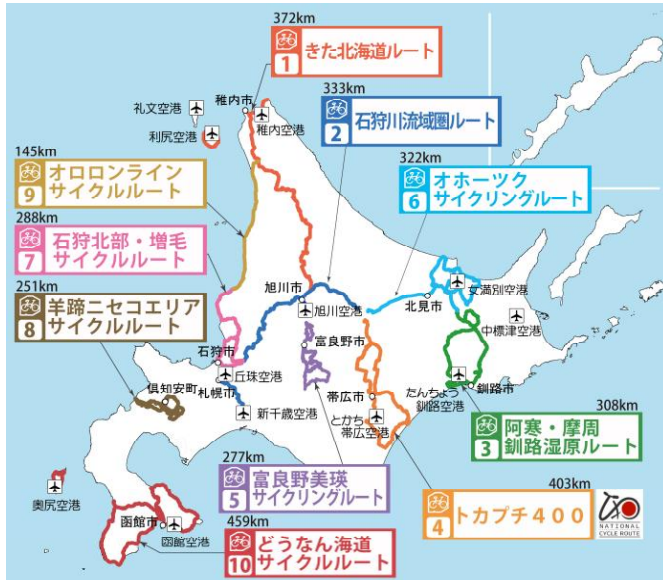 372km
1
きた北海道ルート
稚内市
礼文空港
利尻空港
稚内空港
333km
2
石狩川流域圏ルート
145km
9
オロロンライン
サイクルルート
322km
6
オホーツク
サイクリングルート
288km
7
石狩北部・増毛
サイクルルート
251km
8
羊蹄ニセコエリア
サイクルルート
旭川市
旭川空港
富良野市
北見市
女満別空港
中標津空港
石狩市
丘珠空港
札幌市
倶知安町
新千歳空港
帯広市
とかち
帯広空港
たんちょう
釧路空港
釧路市
308km
3
阿寒・摩周
釧路湿原ルート
277km
5
富良野美瑛
サイクリングルート
403km
4
トカプチ400
NATIONAL
CYCLE ROUTE
奥尻空港
函館市
函館空港
459km
10
どうなん海道
サイクルルート